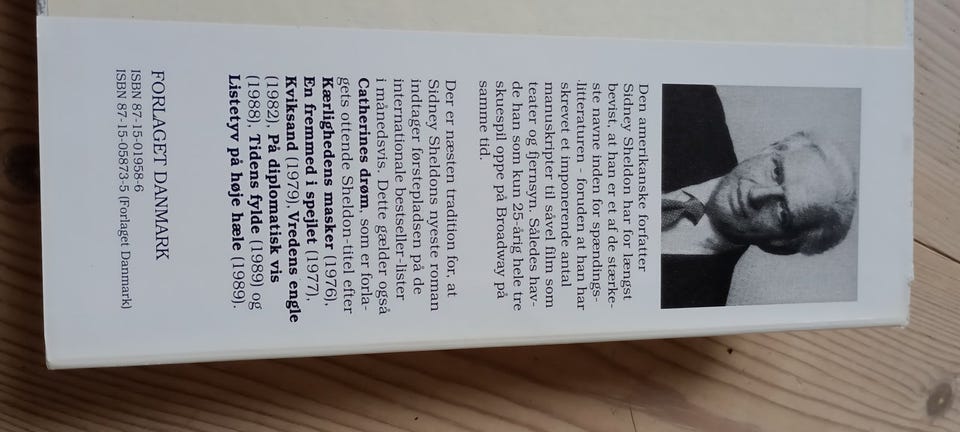 Den amerikanske forfatter
Sidney Sheldon har for længst
bevist, at han er et af de stærke-
ste navne inden for spændings-
litteraturen - foruden at han har
skrevet et imponerende antal
manuskripter til såvel film som
teater og fjernsyn. Således hav-
de han som kun 25-årig hele tre
skuespil oppe på Broadway på
samme tid.
Der er næsten tradition for, at
Sidney Sheldons nyeste roman
indtager førstepladsen på de
internationale bestseller-lister
i månedsvis. Dette gælder også
Catherines drøm, som er forla-
gets ottende Sheldon-titel efter
Kærlighedens masker (1976),
En fremmed i spejlet (1977),
Kviksand (1979), Vredens engle
(1982), På diplomatisk vis
(1988), Tidens fylde (1989) og
Listetyv på høje hæle (1989).
FORLAGET DANMARK
ISBN 87-15-01958-6
ISBN 87-15-05873-5 (Forlaget Danmark)